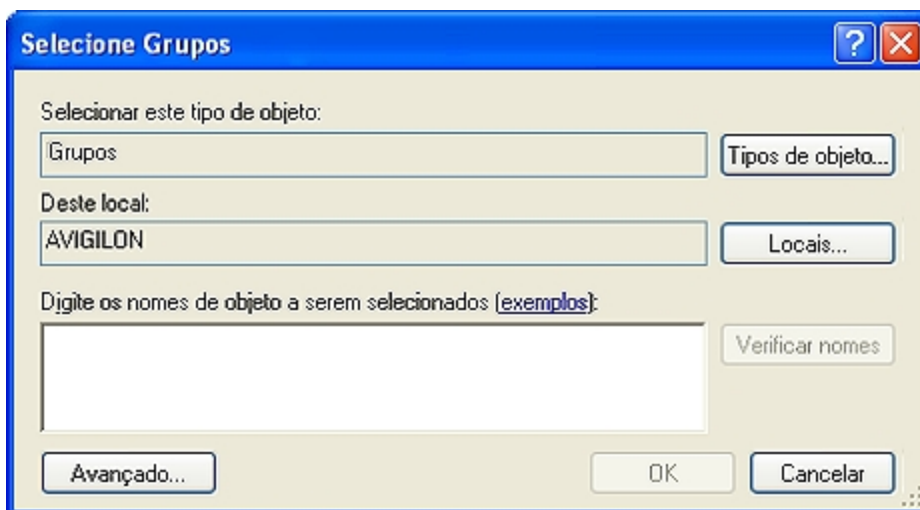 Selecione Grupos
Selecionar este tipo de objeto:
Grupos
Tipos de objeto...
Deste local:
AVIGILON
Locais...
Digite os nomes de objeto a serem selecionados (exemplos):
Verificar nomes
Avançado...
OK
Cancelar